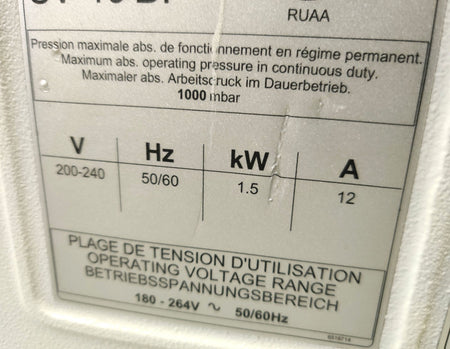 RUAA
Pression maximale abs. de fonctionnement en régime permanent.
Maximum abs. operating pressure in continuous duty.
Maximaler abs. Arbeitsdruck im Dauerbetrieb.
1000 mbar
V Hz kW A
200-240 50/60 1.5 12
PLAGE DE TENSION D'UTILISATION
OPERATING VOLTAGE RANGE
BETRIEBSSPANNUNGSBEREICH
180 - 264V ∿ 50/60Hz